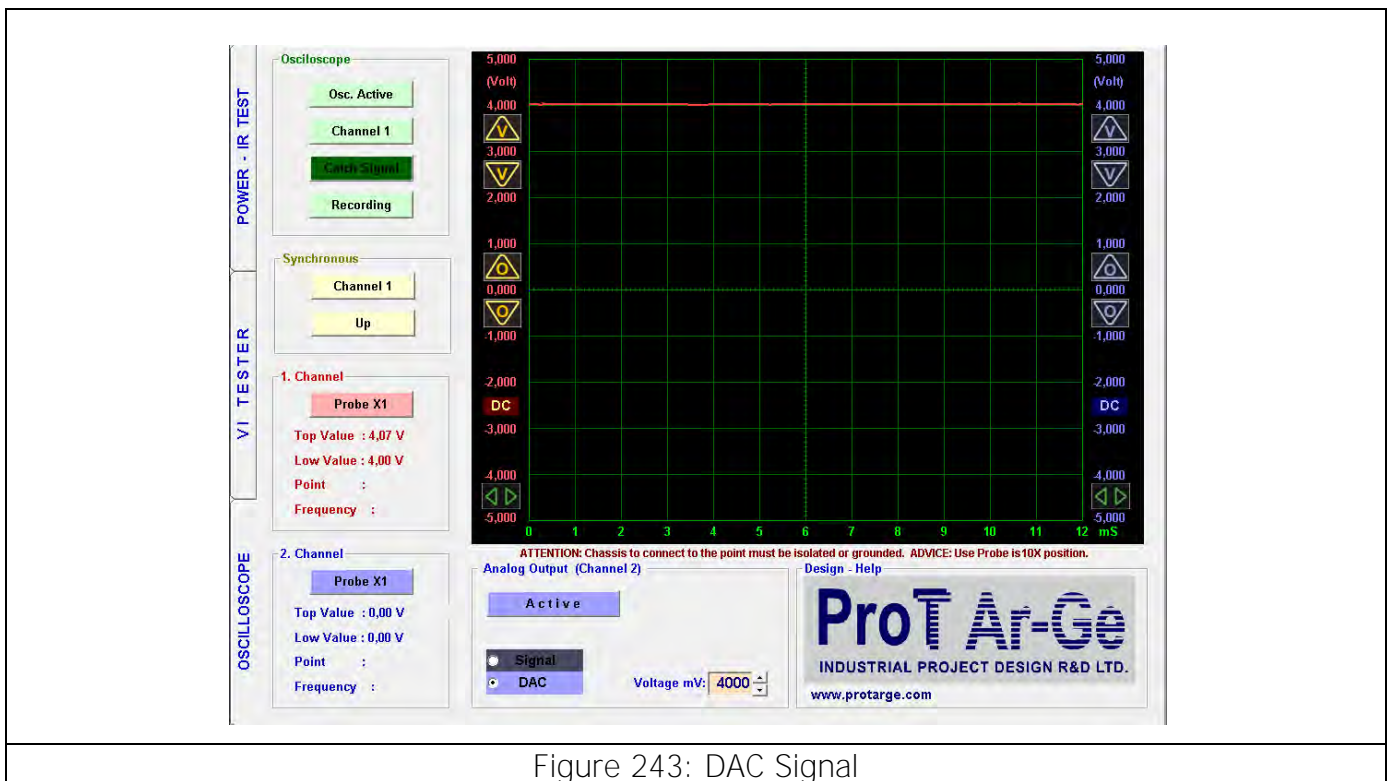 POWER - IR TEST
VI TESTER
OSCILLOSCOPE
Osciloscope
Osc. Active
Channel 1
Catch Signal
Recording
Synchronous
Channel 1
Up
1. Channel
Probe X1
Top Value : 4,07 V
Low Value : 4,00 V
Point :
Frequency :
2. Channel
Probe X1
Top Value : 0,00 V
Low Value : 0,00 V
Point :
Frequency :
5,000
(Volt)
4,000
V
3,000
V
2,000
1,000
O
0,000
O
-1,000
-2,000
DC
-3,000
-4,000
-5,000
5,000
(Volt)
4,000
V
3,000
V
2,000
1,000
O
0,000
O
-1,000
-2,000
DC
-3,000
-4,000
-5,000
0 1 2 3 4 5 6 7 8 9 10 11 12 mS
ATTENTION: Chassis to connect to the point must be isolated or grounded. ADVICE: Use Probe is 10X position.
Analog Output (Channel 2)
Active
Signal
DAC
Voltage mV: 4000
Design - Help
ProT Ar-Ge
INDUSTRIAL PROJECT DESIGN R&D LTD.
www.protarge.com
Figure 243: DAC Signal